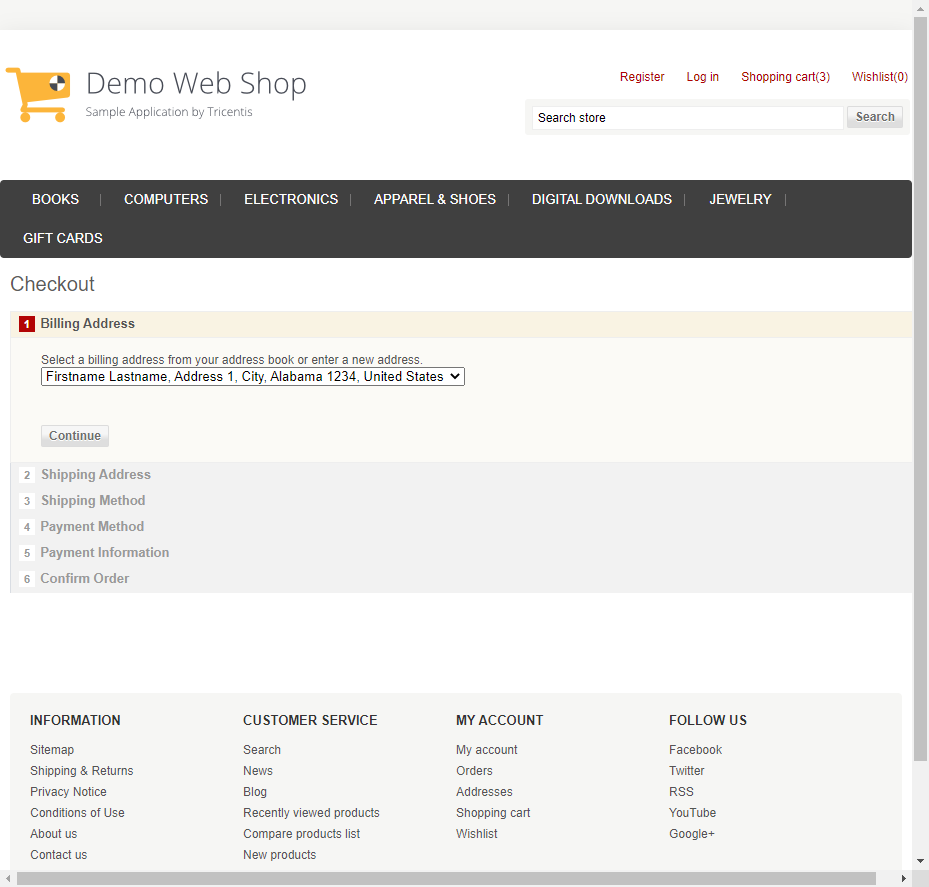 Demo Web Shop
Sample Application by Tricentis
Register Log in Shopping cart(3) Wishlist(0)
Search store Search
BOOKS COMPUTERS ELECTRONICS APPAREL & SHOES DIGITAL DOWNLOADS JEWELRY
GIFT CARDS
Checkout
1 Billing Address
Select a billing address from your address book or enter a new address.
Firstname Lastname, Address 1, City, Alabama 1234, United States
Continue
2 Shipping Address
3 Shipping Method
4 Payment Method
5 Payment Information
6 Confirm Order
INFORMATION
Sitemap
Shipping & Returns
Privacy Notice
Conditions of Use
About us
Contact us
CUSTOMER SERVICE
Search
News
Blog
Recently viewed products
Compare products list
New products
MY ACCOUNT
My account
Orders
Addresses
Shopping cart
Wishlist
FOLLOW US
Facebook
Twitter
RSS
YouTube
Google+